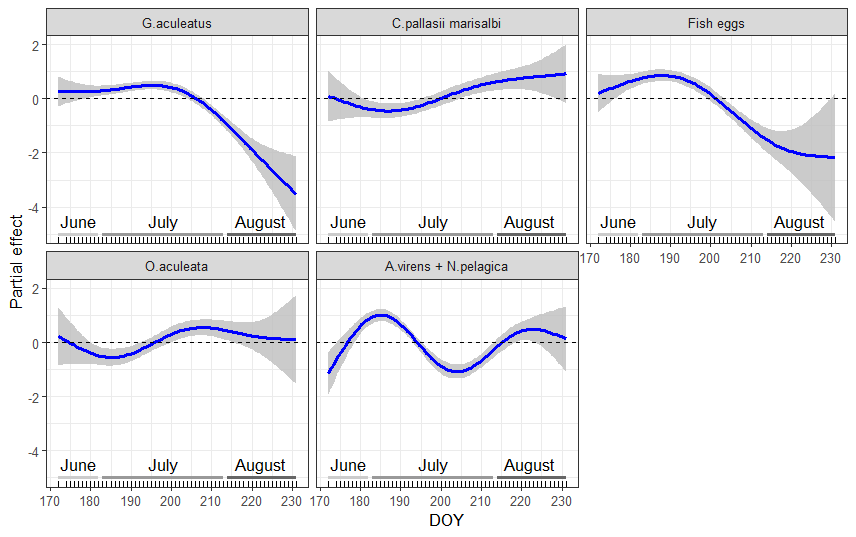 G.aculeatus C.pallasii marisalbi Fish eggs
2
0
-2
-4
June July August June July August June July August
170 180 190 200 210 220 230
O.aculeata A.virens + N.pelagica
2
0
-2
-4
June July August June July August
170 180 190 200 210 220 230 170 180 190 200 210 220 230
DOY
Partial effect